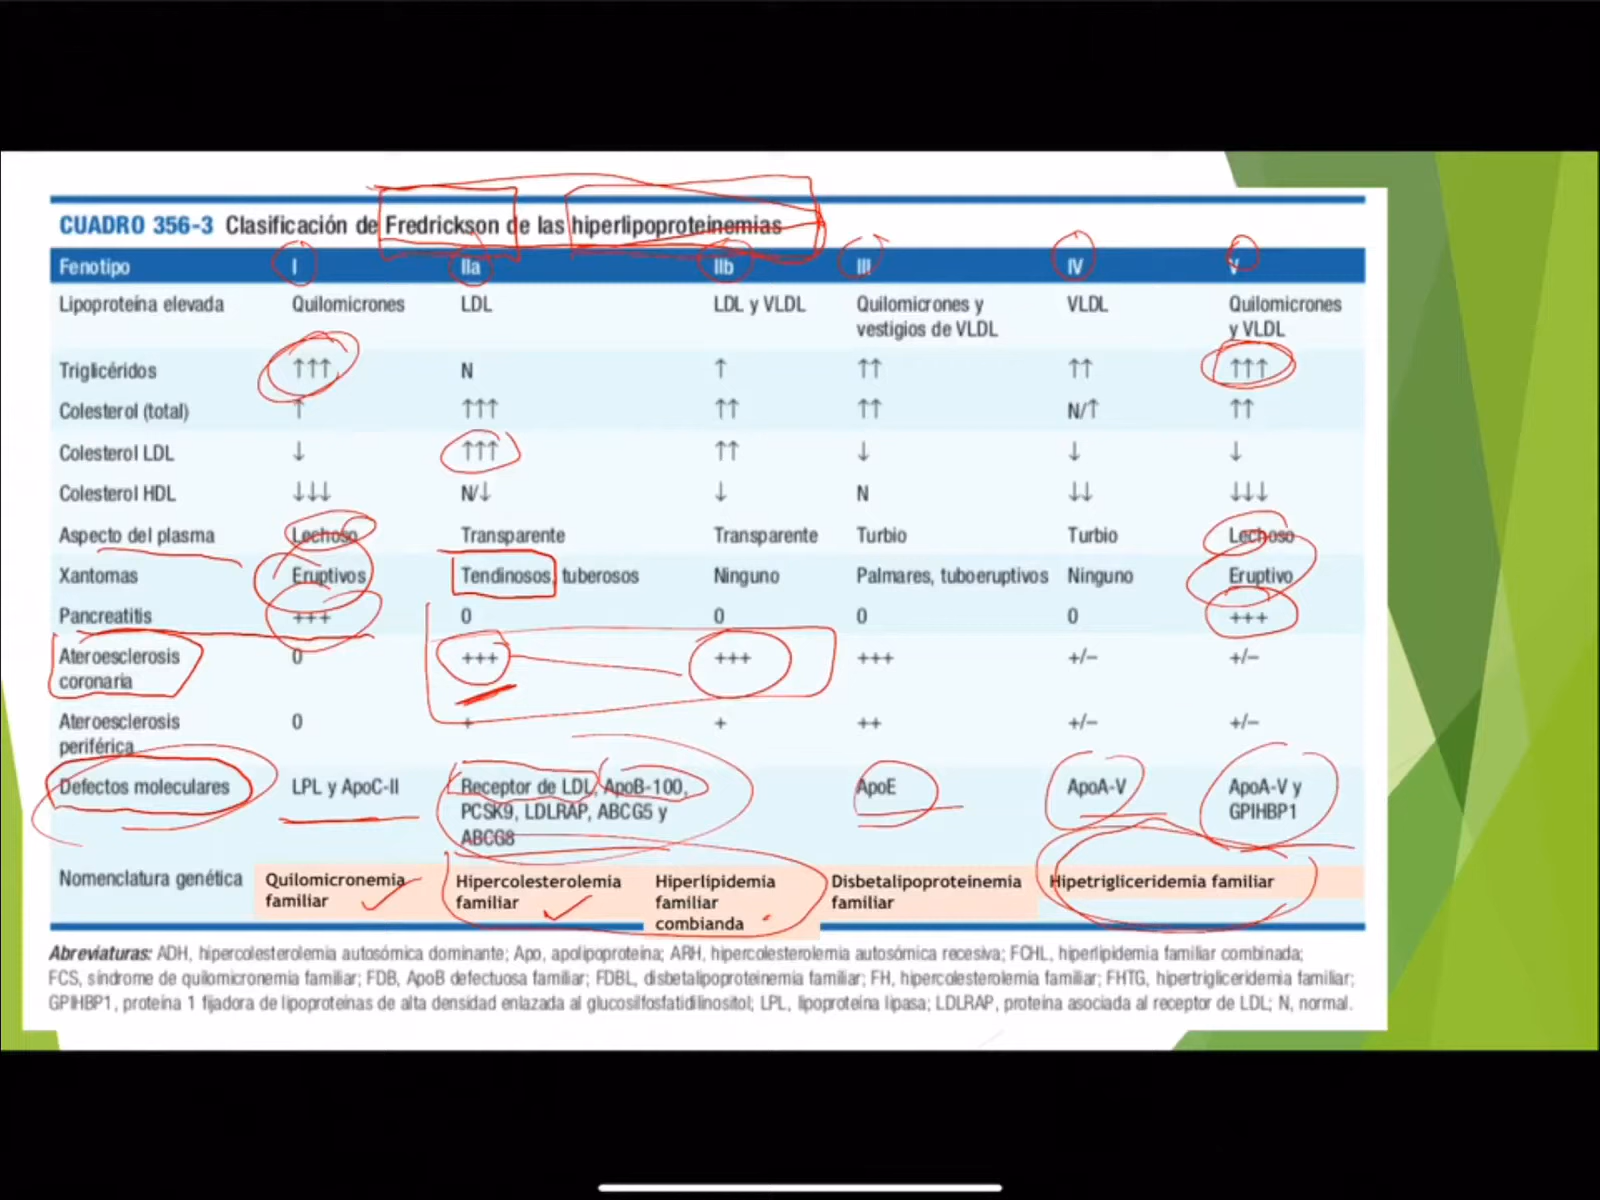 CUADRO 356-3 Clasificación de Fredrickson de las hiperlipoproteinemias
Fenotipo I IIa IIb III IV V
Lipoproteína elevada Quilomicrones LDL LDL y VLDL Quilomicrones y vestigios de VLDL VLDL Quilomicrones y VLDL
Triglicéridos ↑↑↑ N ↑ ↑↑ ↑↑ ↑↑↑
Colesterol (total) ↑ ↑↑↑ ↑↑ ↑↑ N/↑ ↑↑
Colesterol LDL ↓ ↑↑↑ ↑↑ ↓ ↓ ↓
Colesterol HDL ↓↓↓ N/↓ ↓ N ↓↓ ↓↓↓
Aspecto del plasma Lechoso Transparente Transparente Turbio Turbio Lechoso
Xantomas Eruptivos Tendinosos, tuberosos Ninguno Palmares, tuboeruptivos Ninguno Eruptivo
Pancreatitis +++ 0 0 0 0 +++
Ateroesclerosis coronaria 0 +++ +++ +++ +/– +/–
Ateroesclerosis periférica 0 + + ++ +/– +/–
Defectos moleculares LPL y ApoC-II Receptor de LDL, ApoB-100, PCSK9, LDLRAP, ABCG5 y ABCG8 ApoE ApoA-V ApoA-V y GPIHBP1
Nomenclatura genética Quilomicronemia familiar Hipercolesterolemia familiar Hiperlipidemia familiar combianda Disbetalipoproteinemia familiar Hipetrigliceridemia familiar
Abreviaturas: ADH, hipercolesterolemia autosómica dominante; Apo, apolipoproteína; ARH, hipercolesterolemia autosómica recesiva; FCHL, hiperlipidemia familiar combinada;
FCS, síndrome de quilomicronemia familiar; FDB, ApoB defectuosa familiar; FDBL, disbetalipoproteinemia familiar; FH, hipercolesterolemia familiar; FHTG, hipertrigliceridemia familiar;
GPIHBP1, proteína 1 fijadora de lipoproteínas de alta densidad enlazada al glucosilfosfatidilinositol; LPL, lipoproteína lipasa; LDLRAP, proteína asociada al receptor de LDL; N, normal.